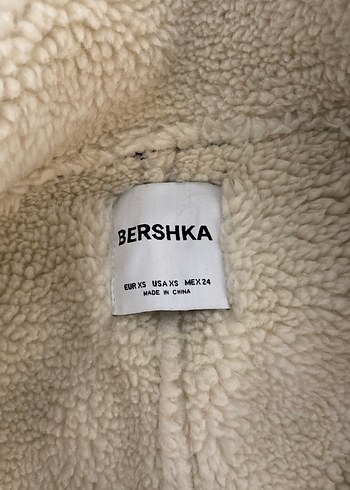 BERSHKA
EUR XS USA XS MEX 24
MADE IN CHINA